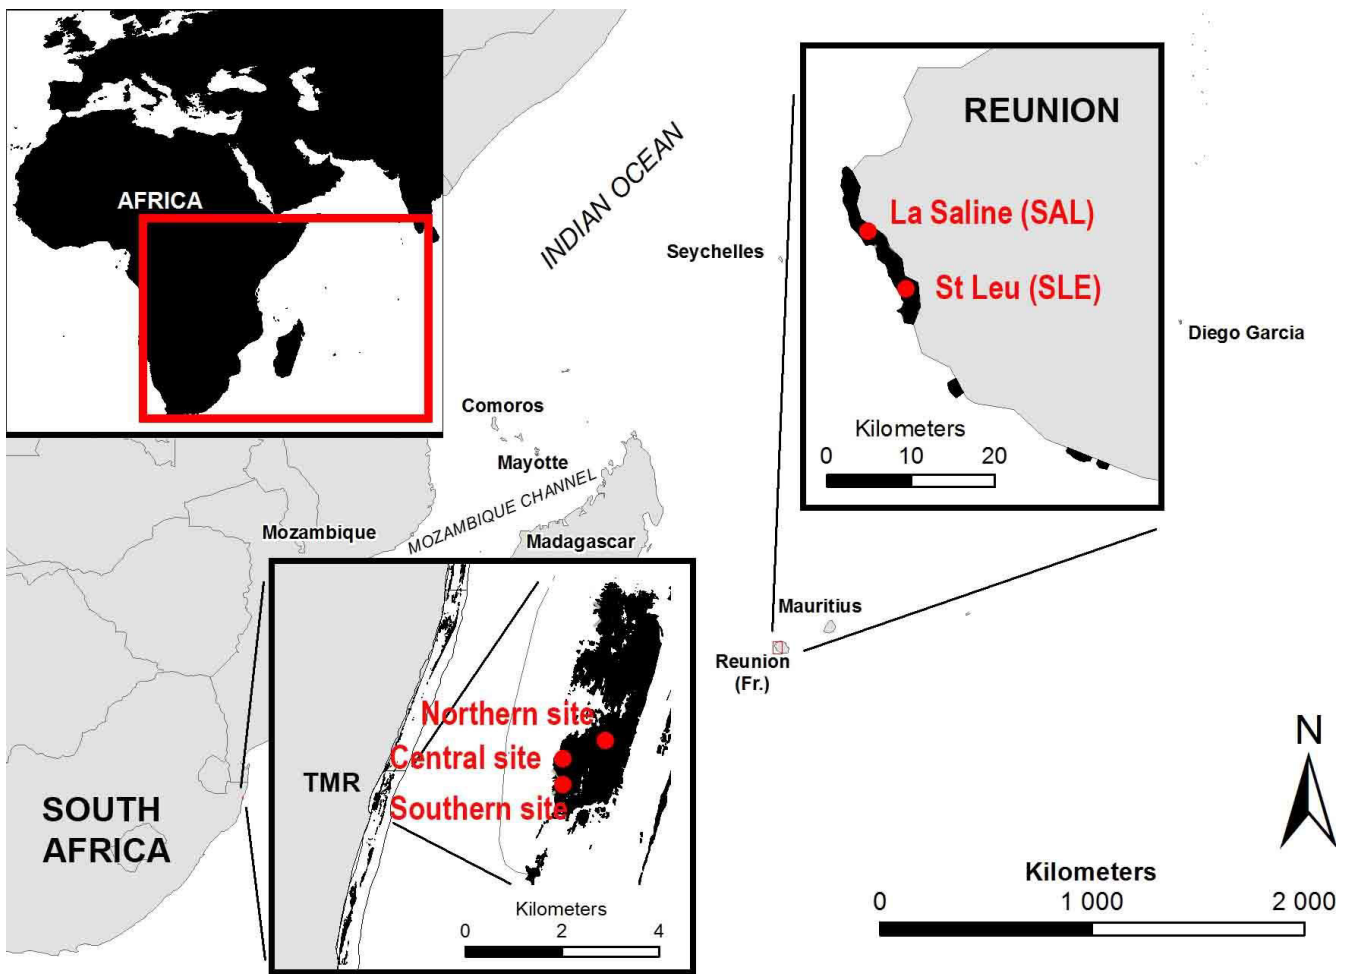 AFRICA
INDIAN OCEAN
REUNION
La Saline (SAL)
St Leu (SLE)
Kilometers
0 10 20
Seychelles
Diego Garcia
Comoros
Mayotte
MOZAMBIQUE CHANNEL
Mozambique
Madagascar
Mauritius
Reunion
(Fr.)
Northern site
Central site
TMR
Southern site
Kilometers
0 2 4
SOUTH
AFRICA
N
Kilometers
0 1 000 2 000